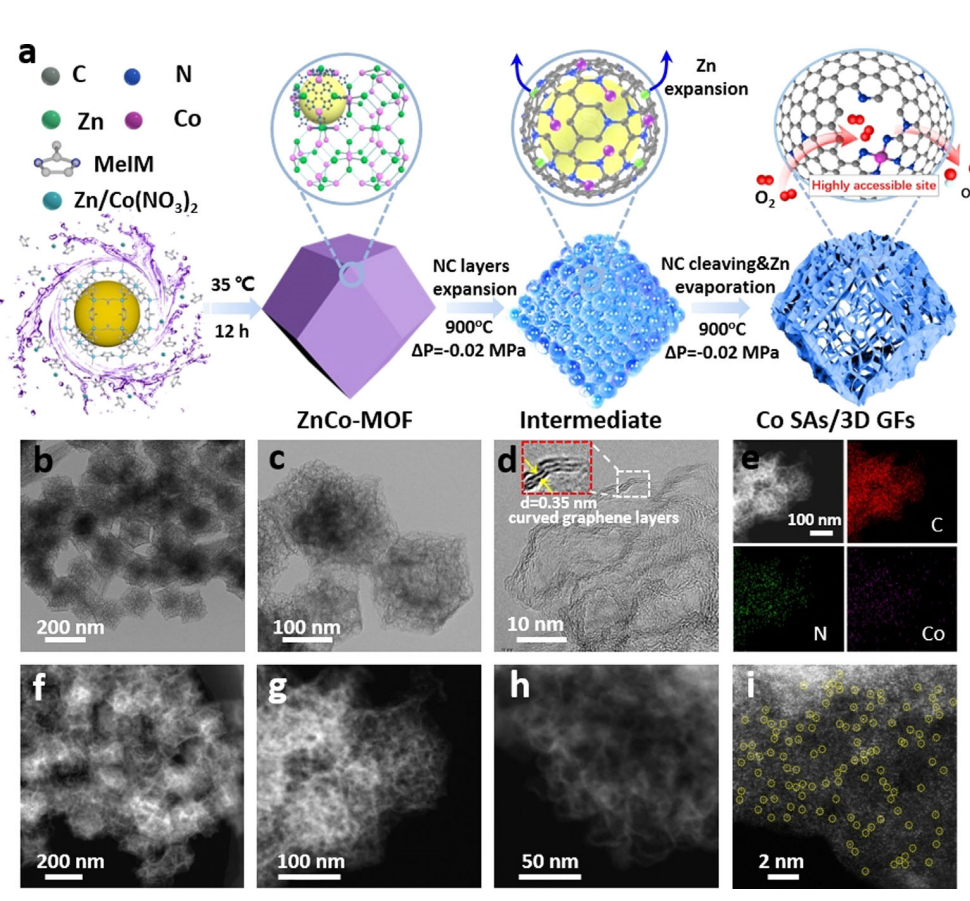 a
C
N
Zn
Co
MeIM
Zn/Co(NO₃)₂
35 ℃
12 h
ZnCo-MOF
NC layers
expansion
900°C
ΔP=-0.02 MPa
Zn
expansion
Intermediate
NC cleaving&Zn
evaporation
900°C
ΔP=-0.02 MPa
O₂
Highly accessible site
Co SAs/3D GFs
b
200 nm
c
100 nm
d
d=0.35 nm
curved graphene layers
10 nm
e
100 nm
C
N
Co
f
200 nm
g
100 nm
h
50 nm
i
2 nm